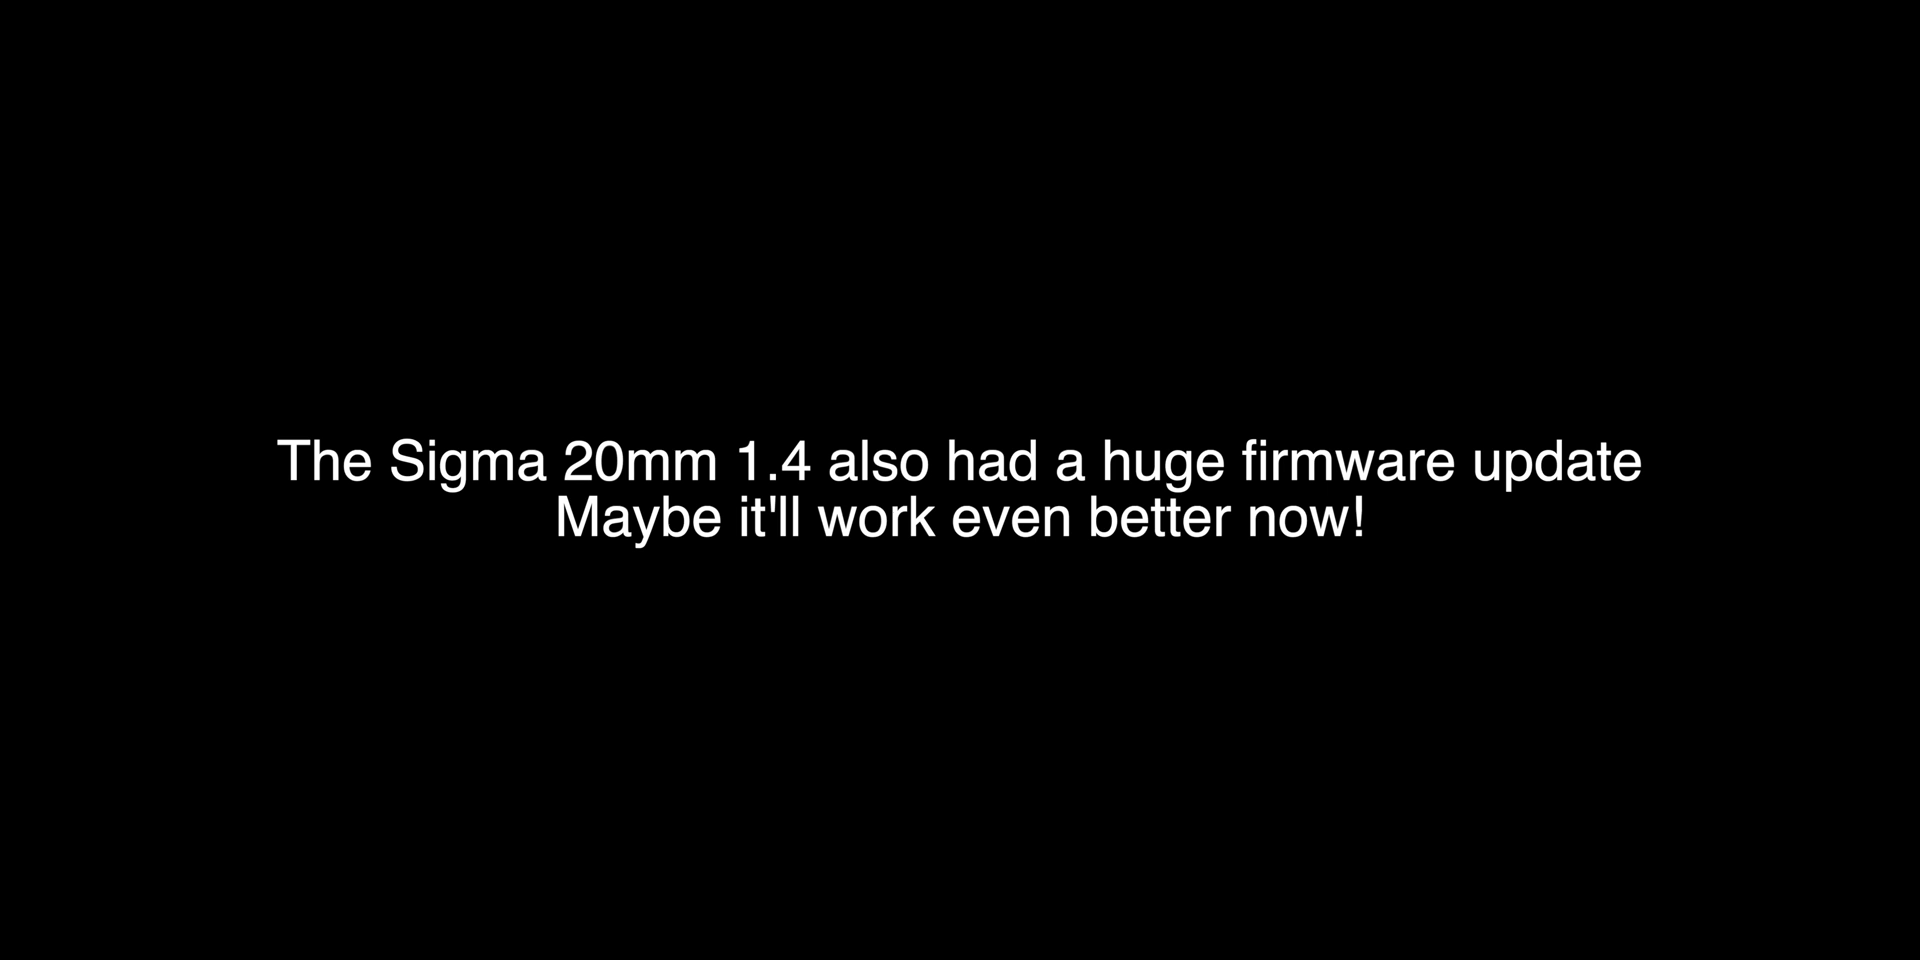 The Sigma 20mm 1.4 also had a huge firmware update
Maybe it'll work even better now!